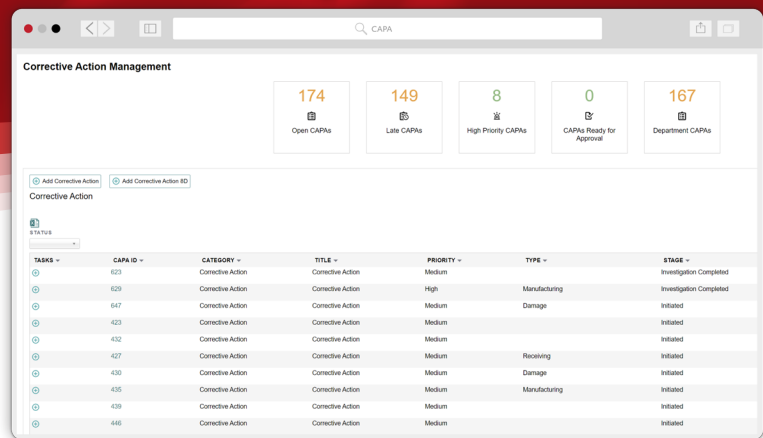 CAPA
Corrective Action Management
174
Open CAPAs
149
Late CAPAs
8
High Priority CAPAs
0
CAPAs Ready for
Approval
167
Department CAPAs
Add Corrective Action Add Corrective Action 8D
Corrective Action
STATUS
TASKS CAPA ID CATEGORY TITLE PRIORITY TYPE STAGE
623 Corrective Action Corrective Action Medium Investigation Completed
629 Corrective Action Corrective Action High Manufacturing Investigation Completed
647 Corrective Action Corrective Action Medium Damage Initiated
423 Corrective Action Corrective Action Medium Initiated
432 Corrective Action Corrective Action Medium Initiated
427 Corrective Action Corrective Action Medium Receiving Initiated
430 Corrective Action Corrective Action Medium Damage Initiated
435 Corrective Action Corrective Action Medium Manufacturing Initiated
439 Corrective Action Corrective Action Medium Initiated
446 Corrective Action Corrective Action Medium Initiated